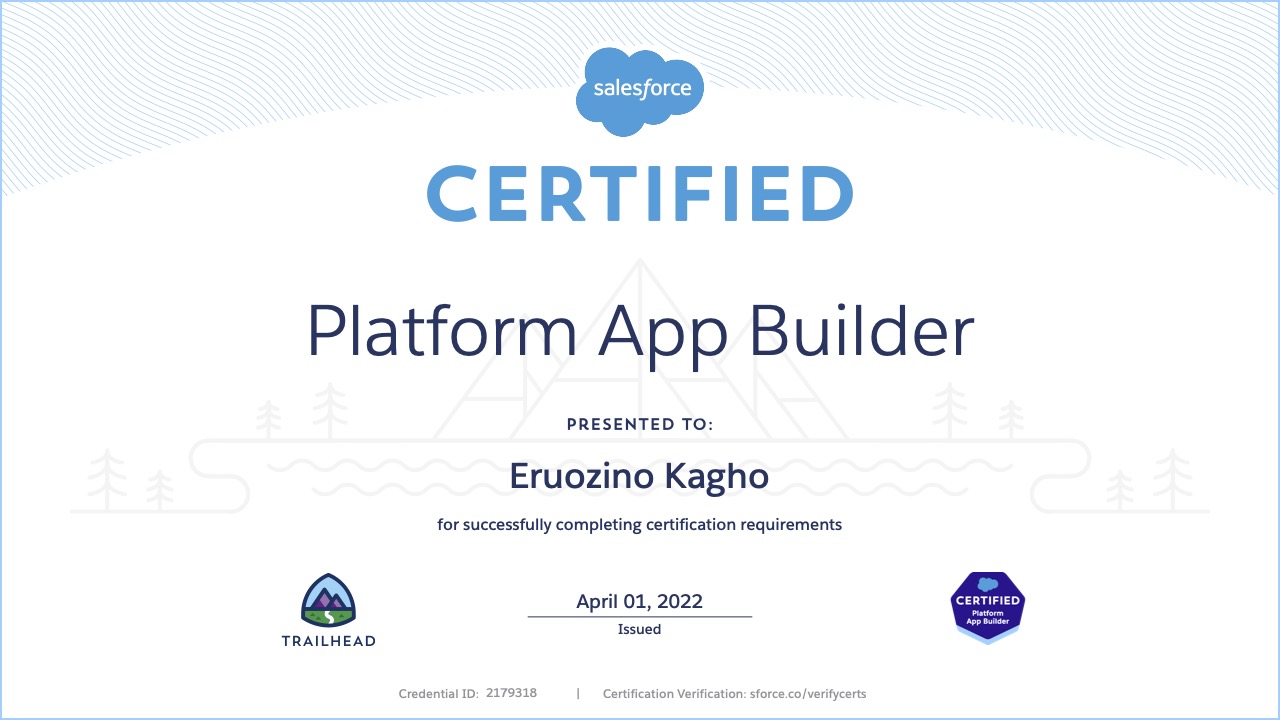 salesforce
CERTIFIED
Platform App Builder
PRESENTED TO:
Eruozino Kagho
for successfully completing certification requirements
TRAILHEAD
April 01, 2022
Issued
CERTIFIED
Platform
App Builder
Credential ID: 2179318 | Certification Verification: sforce.co/verifycerts